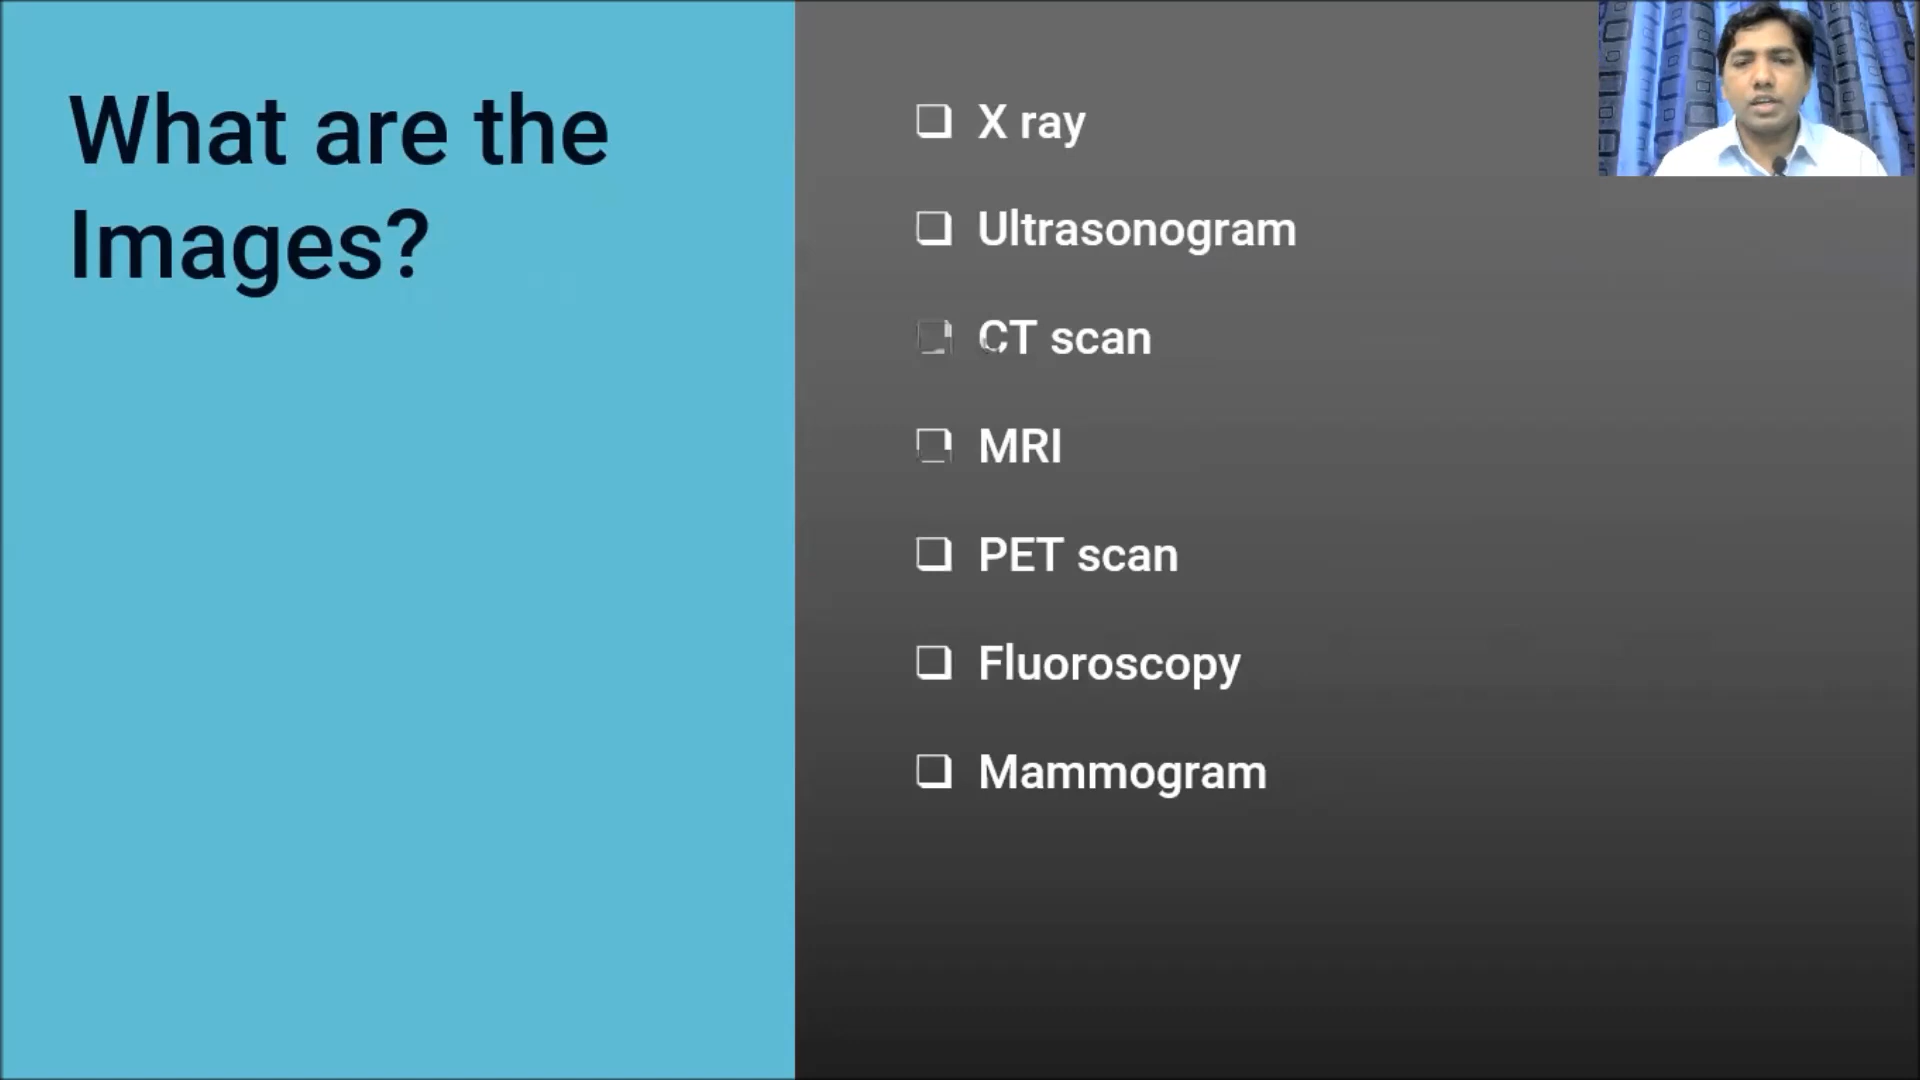 What are the
Images?
X ray
Ultrasonogram
CT scan
MRI
PET scan
Fluoroscopy
Mammogram